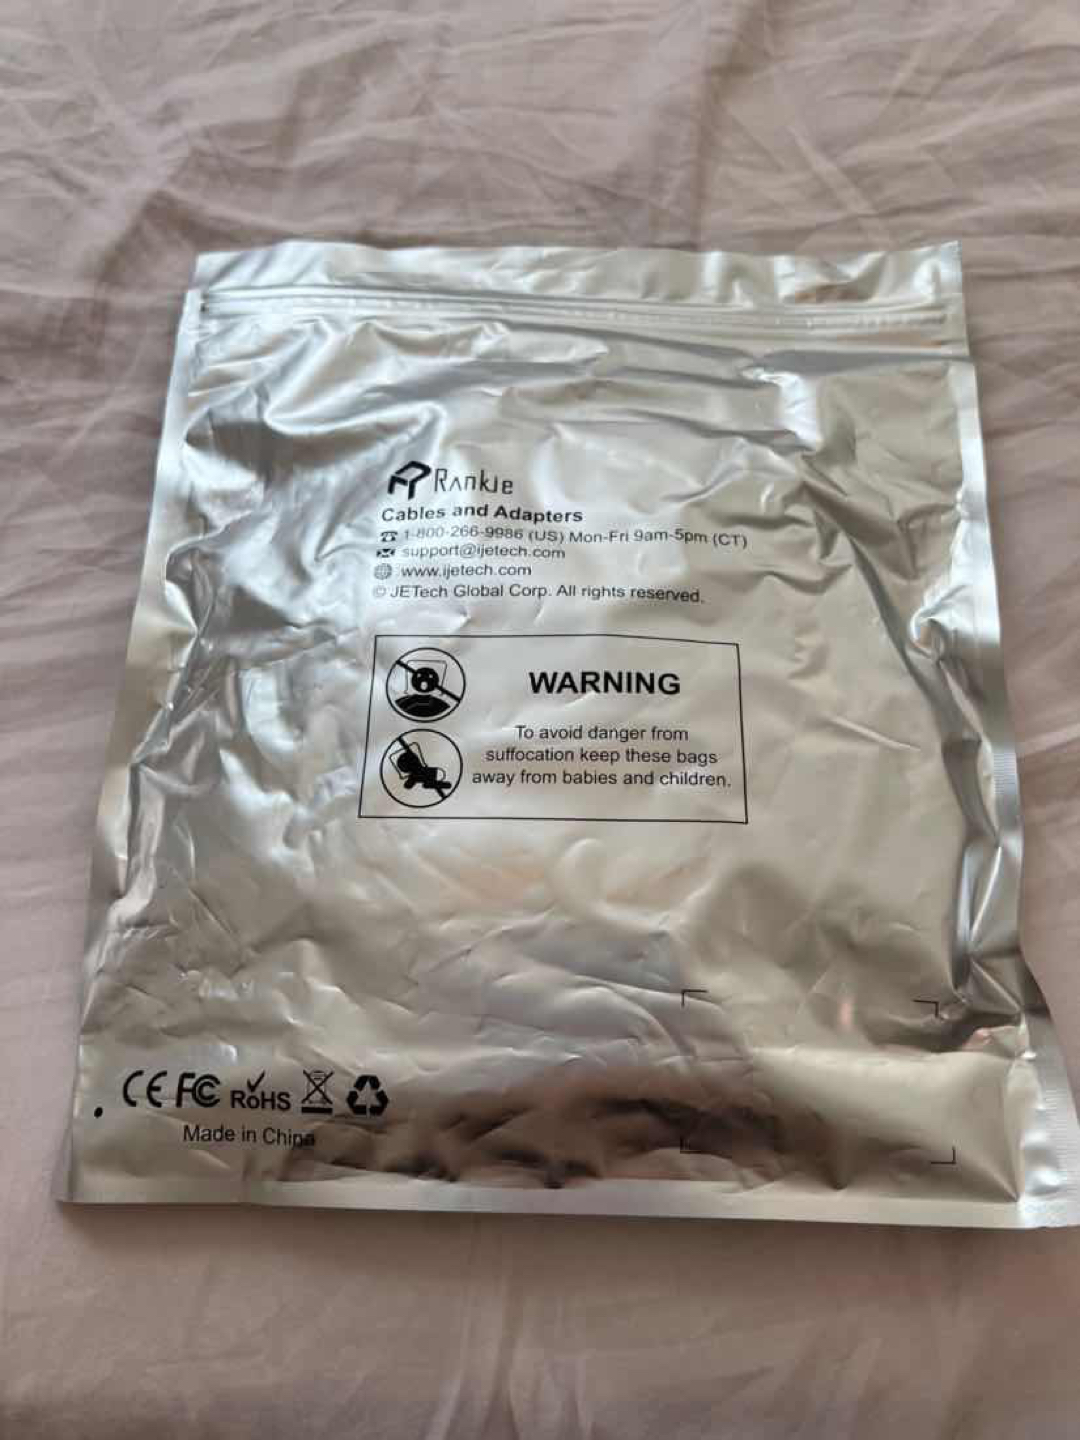 Rankie
Cables and Adapters
1-800-266-9986 (US) Mon-Fri 9am-5pm (CT)
support@ijetech.com
www.ijetech.com
© JETech Global Corp. All rights reserved.
WARNING
To avoid danger from
suffocation keep these bags
away from babies and children.
CE FC RoHS
Made in China